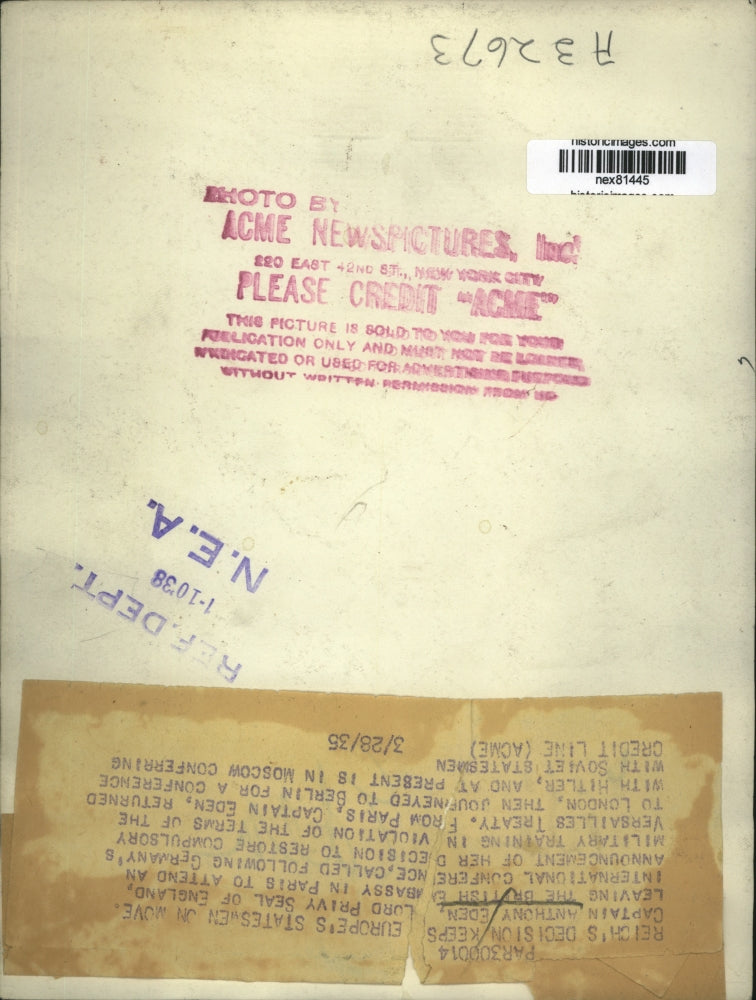 A32673
historicimages.com
nex81445
PHOTO BY
ACME NEWSPICTURES, Inc.
220 EAST 42ND ST., NEW YORK CITY
PLEASE CREDIT "ACME"
THIS PICTURE IS SOLD TO YOU FOR YOUR
PUBLICATION ONLY AND MUST NOT BE LOANED,
SYNDICATED OR USED FOR ADVERTISING PURPOSES
WITHOUT WRITTEN PERMISSION FROM US
REF. DEPT.
1-10'38
N.E.A.
PAR300014
REICH'S DECISION KEEPS EUROPE'S STATESMEN ON MOVE.
CAPTAIN ANTHONY EDEN, LORD PRIVY SEAL OF ENGLAND,
LEAVING THE BRITISH EMBASSY IN PARIS TO ATTEND AN
INTERNATIONAL CONFERENCE, CALLED FOLLOWING GERMANY'S
ANNOUNCEMENT OF HER DECISION TO RESTORE COMPULSORY
MILITARY TRAINING IN VIOLATION OF THE TERMS OF THE
VERSAILLES TREATY. FROM PARIS, CAPTAIN EDEN, RETURNED
TO LONDON, THEN JOURNEYED TO BERLIN FOR A CONFERENCE
WITH HITLER, AND AT PRESENT IS IN MOSCOW CONFERRING
WITH SOVIET STATESMEN
CREDIT LINE (ACME) 3/28/35